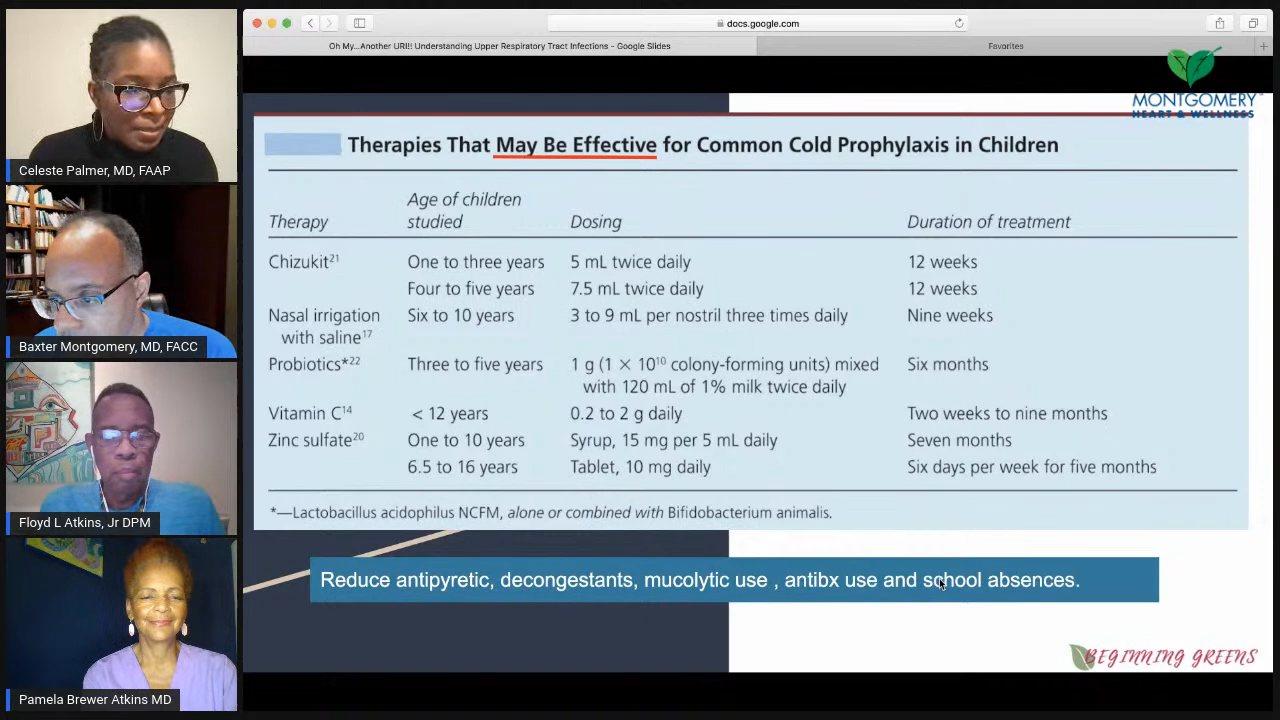 Celeste Palmer, MD, FAAP
Baxter Montgomery, MD, FACC
Floyd L Atkins, Jr DPM
Pamela Brewer Atkins MD
docs.google.com
Oh My...Another URI!! Understanding Upper Respiratory Tract Infections - Google Slides
Favorites
MONTGOMERY
HEART & WELLNESS
Therapies That May Be Effective for Common Cold Prophylaxis in Children
Age of children
Therapy studied Dosing Duration of treatment
Chizukit21 One to three years 5 mL twice daily 12 weeks
Four to five years 7.5 mL twice daily 12 weeks
Nasal irrigation Six to 10 years 3 to 9 mL per nostril three times daily Nine weeks
with saline17
Probiotics*22 Three to five years 1 g (1 × 1010 colony-forming units) mixed Six months
with 120 mL of 1% milk twice daily
Vitamin C14 < 12 years 0.2 to 2 g daily Two weeks to nine months
Zinc sulfate20 One to 10 years Syrup, 15 mg per 5 mL daily Seven months
6.5 to 16 years Tablet, 10 mg daily Six days per week for five months
*—Lactobacillus acidophilus NCFM, alone or combined with Bifidobacterium animalis.
Reduce antipyretic, decongestants, mucolytic use , antibx use and school absences.
BEGINNING GREENS